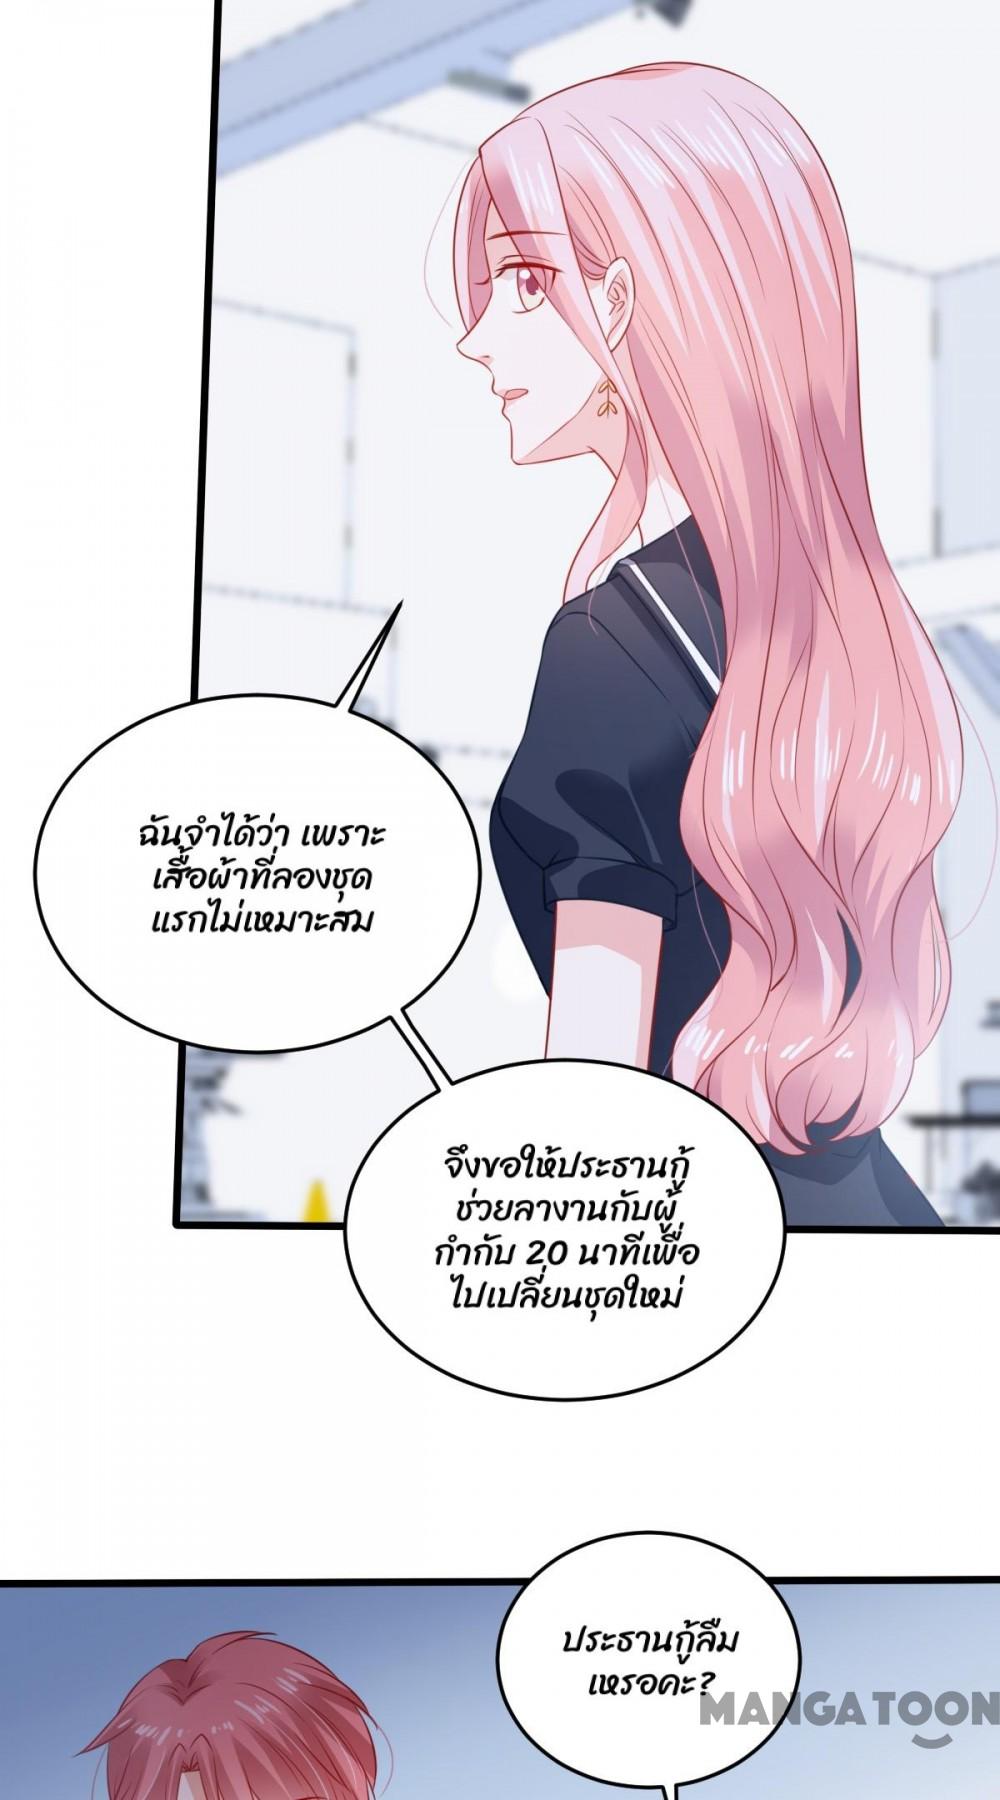 ฉันจำได้ว่า เพราะ
เสื้อผ้าที่ลองชุด
แรกไม่เหมาะสม
จึงขอให้ประธานกู้
ช่วยลางานกับผู้
กำกับ 20 นาทีเพื่อ
ไปเปลี่ยนชุดใหม่
ประธานกู้ลืม
เหรอคะ?
MANGATOON